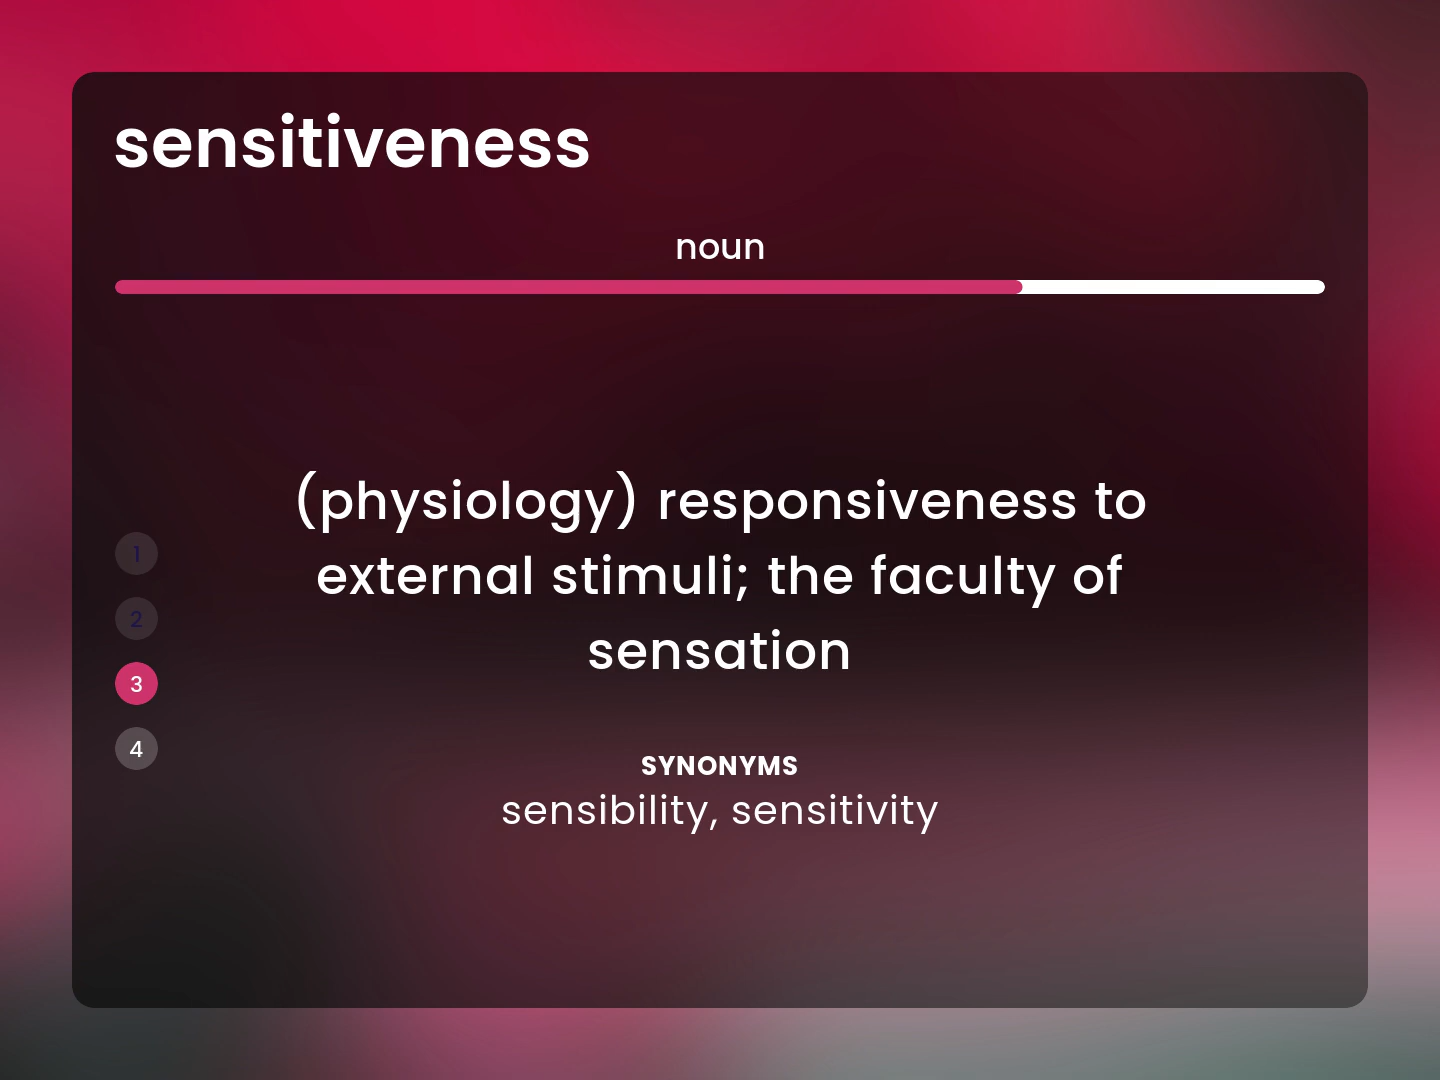 sensitiveness
noun
(physiology) responsiveness to
external stimuli; the faculty of
sensation
1
2
3
4
SYNONYMS
sensibility, sensitivity